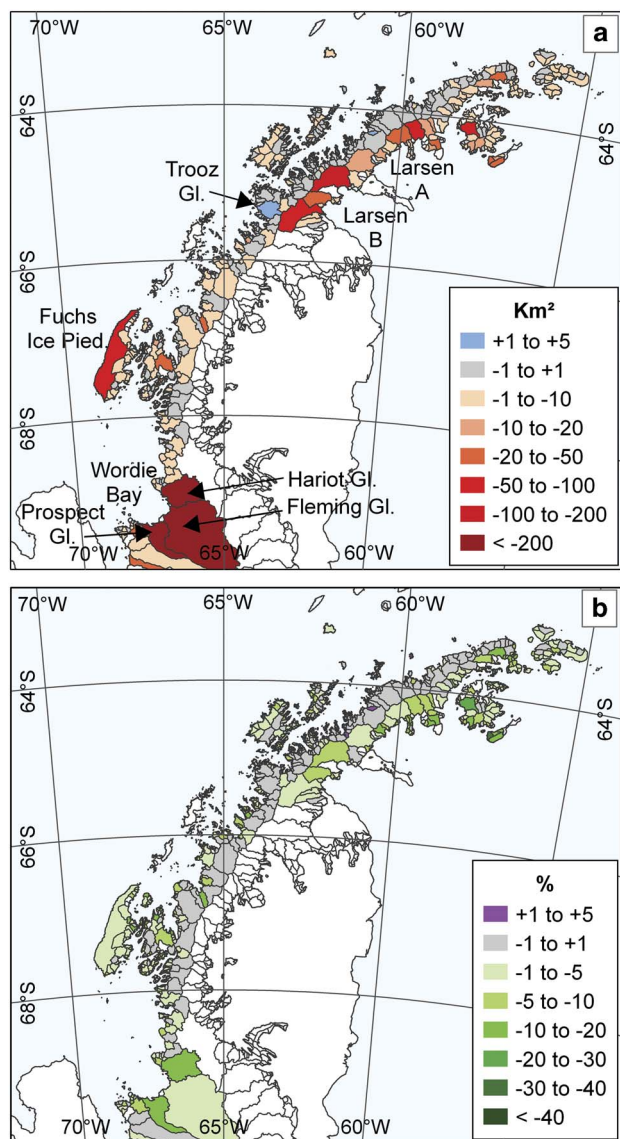 70°W
65°W
60°W
a
64°S
64°S
Trooz
Gl.
Larsen
A
Larsen
B
66°S
Fuchs
Ice Pied.
Km²
+1 to +5
-1 to +1
-1 to -10
-10 to -20
-20 to -50
-50 to -100
-100 to -200
< -200
68°S
Wordie
Bay
Hariot Gl.
Prospect
Gl.
Fleming Gl.
70°W
65°W
60°W
70°W
65°W
60°W
b
64°S
64°S
66°S
%
+1 to +5
-1 to +1
-1 to -5
-5 to -10
-10 to -20
-20 to -30
-30 to -40
< -40
68°S
70°W
65°W
60°W